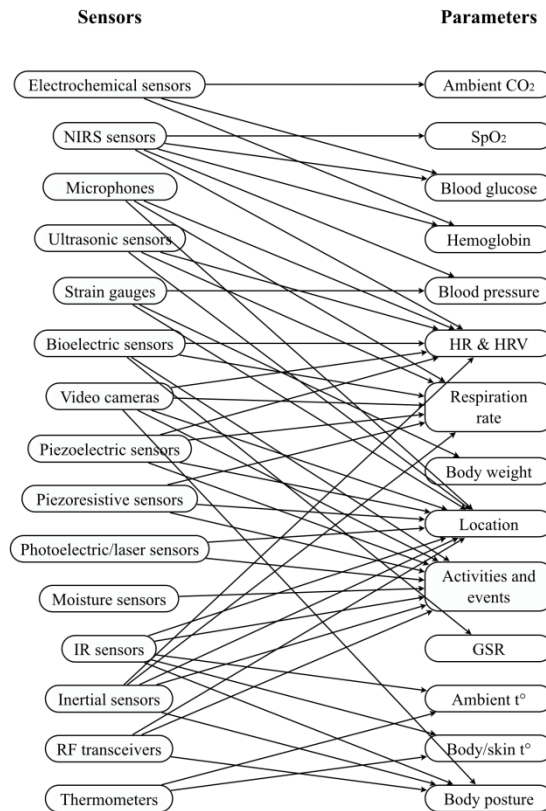 Sensors
Parameters
Electrochemical sensors
Ambient CO₂
NIRS sensors
SpO₂
Microphones
Blood glucose
Ultrasonic sensors
Hemoglobin
Strain gauges
Blood pressure
Bioelectric sensors
HR & HRV
Video cameras
Respiration
rate
Piezoelectric sensors
Body weight
Piezoresistive sensors
Location
Photoelectric/laser sensors
Activities and
events
Moisture sensors
IR sensors
GSR
Inertial sensors
Ambient t°
RF transceivers
Body/skin t°
Thermometers
Body posture